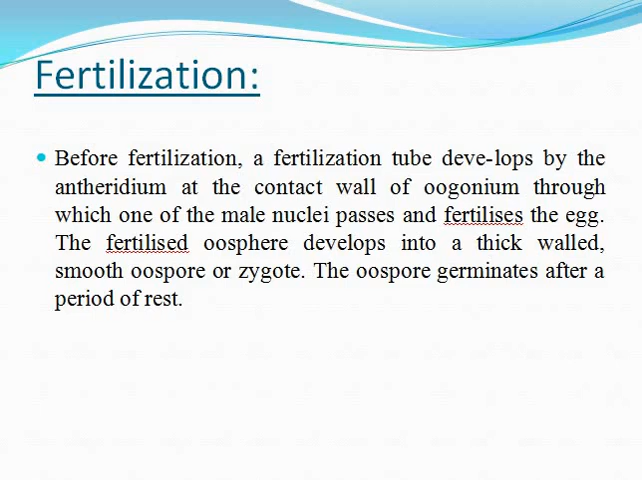 Fertilization:
Before fertilization, a fertilization tube deve-lops by the
antheridium at the contact wall of oogonium through
which one of the male nuclei passes and fertilises the egg.
The fertilised oosphere develops into a thick walled,
smooth oospore or zygote. The oospore germinates after a
period of rest.